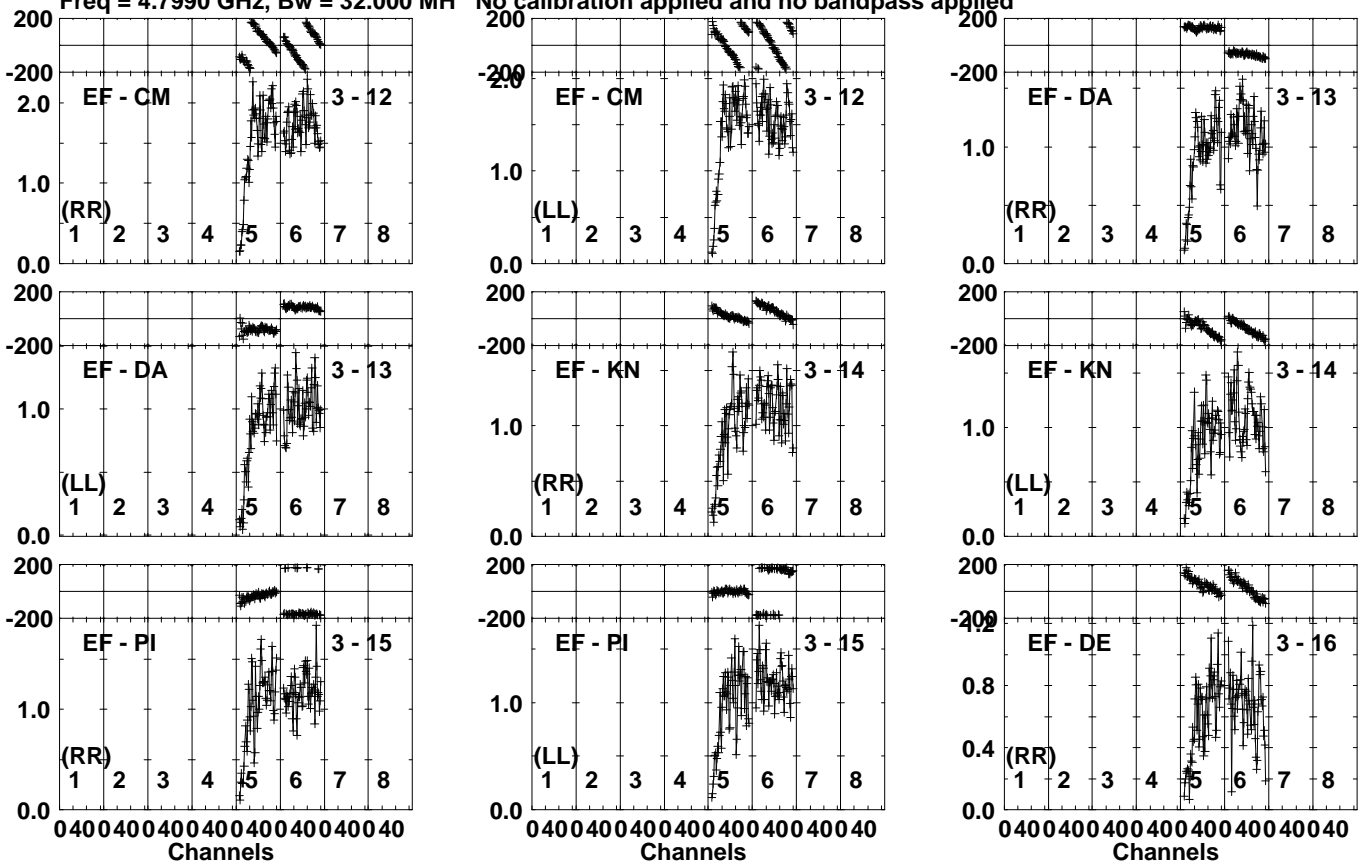 Freq = 4.7990 GHz, Bw = 32.000 MH No calibration applied and no bandpass applied
200 200 200
-200 -200 -200
2.0 2.0
EF - CM 3 - 12 EF - CM 3 - 12 EF - DA 3 - 13
1.0 1.0 1.0
(RR) (LL) (RR)
1 2 3 4 5 6 7 8 1 2 3 4 5 6 7 8 1 2 3 4 5 6 7 8
0.0 0.0 0.0
200 200 200
-200 -200 -200
EF - DA 3 - 13 EF - KN 3 - 14 EF - KN 3 - 14
1.0 1.0 1.0
(LL) (RR) (LL)
1 2 3 4 5 6 7 8 1 2 3 4 5 6 7 8 1 2 3 4 5 6 7 8
0.0 0.0 0.0
200 200 200
-200 -200 -200
1.2
EF - PI 3 - 15 EF - PI 3 - 15 EF - DE 3 - 16
1.0 1.0 0.8
0.4
(RR) (LL) (RR)
1 2 3 4 5 6 7 8 1 2 3 4 5 6 7 8 1 2 3 4 5 6 7 8
0.0 0.0 0.0
0 40 0 40 0 40 0 40 0 40 0 40 0 40 0 40 0 40 0 40 0 40 0 40 0 40 0 40 0 40 0 40 0 40 0 40 0 40 0 40 0 40 0 40 0 40 0 40
Channels Channels Channels